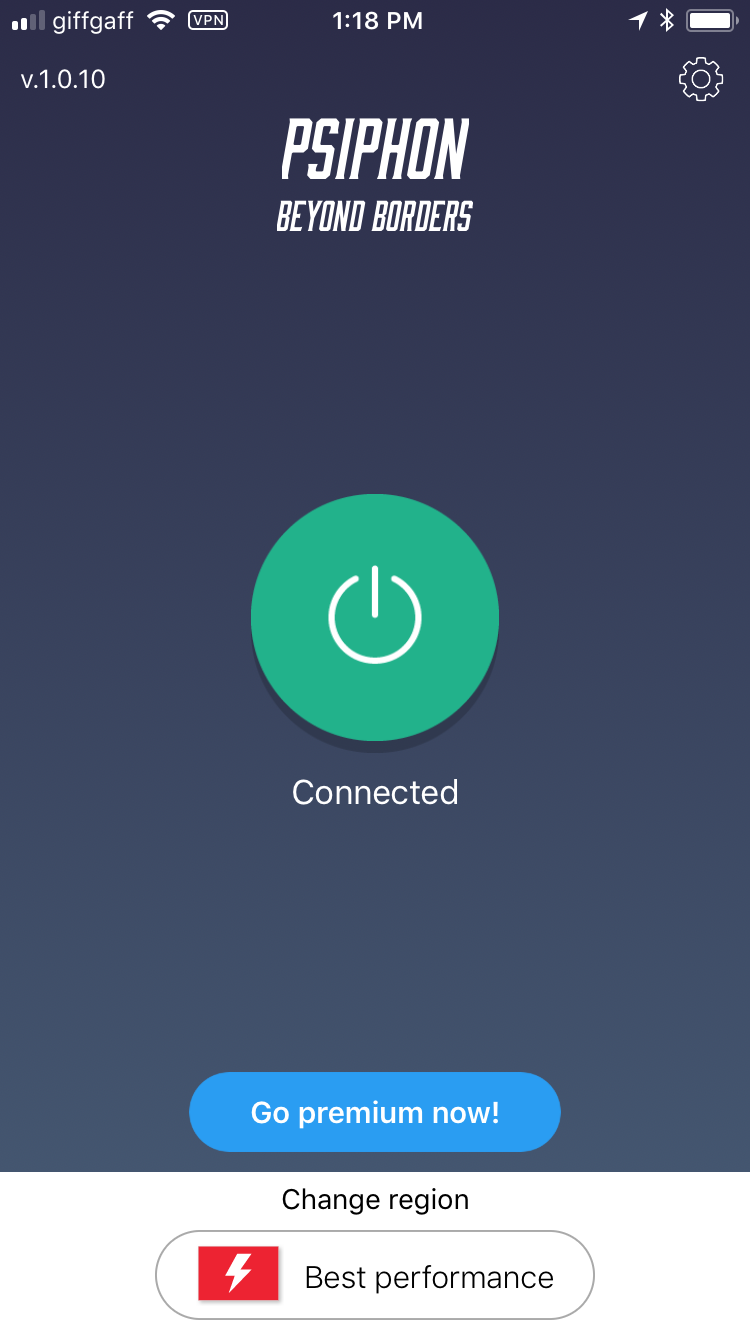 giffgaff VPN 1:18 PM
v.1.0.10
PSIPHON
BEYOND BORDERS
Connected
Go premium now!
Change region
Best performance